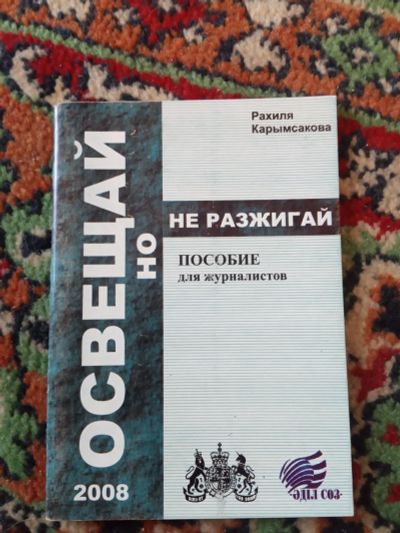 Рахиля
Карымсакова
ОСВЕЩАЙ
НО
НЕ РАЗЖИГАЙ
ПОСОБИЕ
для журналистов
2008
ӘДІЛ СӨЗ